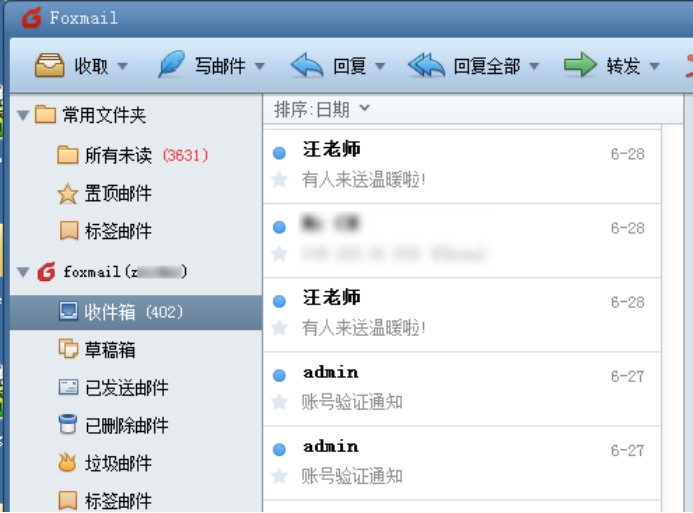 Foxmail
收取 写邮件 回复 回复全部 转发
常用文件夹
所有未读 (3631)
置顶邮件
标签邮件
foxmail(z
收件箱 (402)
草稿箱
已发送邮件
已删除邮件
垃圾邮件
标签邮件
排序:日期
汪老师 6-28
有人来送温暖啦!
6-28
汪老师 6-28
有人来送温暖啦!
admin 6-27
账号验证通知
admin 6-27
账号验证通知